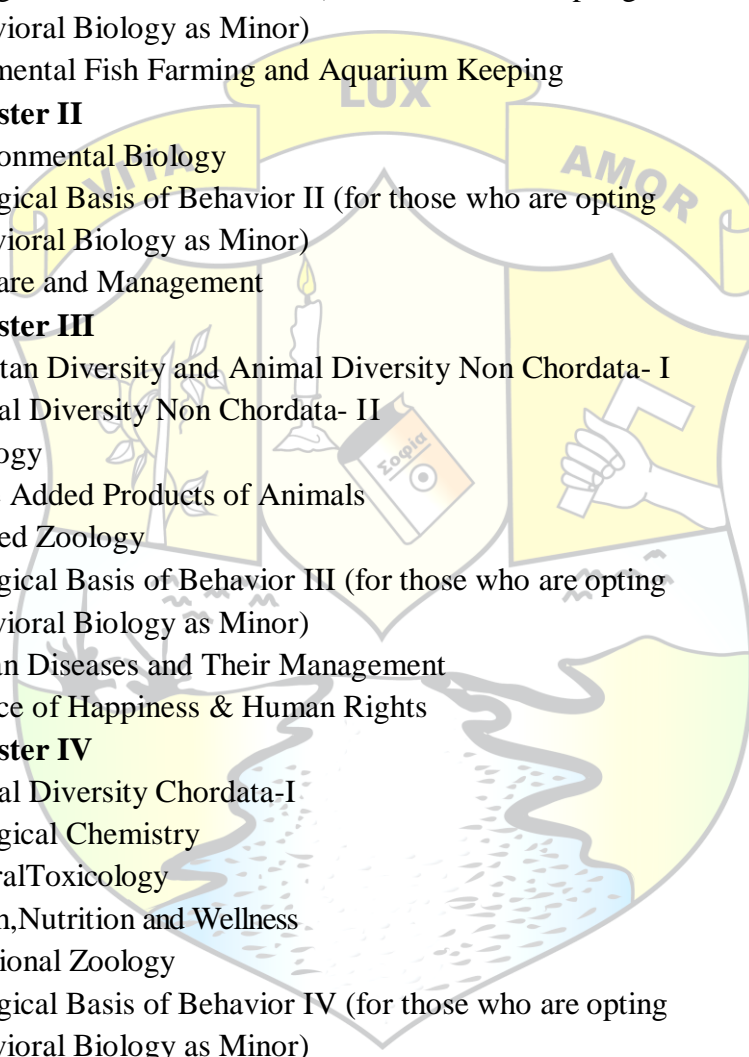 vioral Biology as Minor)
mental Fish Farming and Aquarium Keeping
LUX
ster II
onmental Biology
VITA
AMOR
gical Basis of Behavior II (for those who are opting
vioral Biology as Minor)
are and Management
ster III
tan Diversity and Animal Diversity Non Chordata- I
al Diversity Non Chordata- II
ogy
Σοφία
Added Products of Animals
ed Zoology
gical Basis of Behavior III (for those who are opting
vioral Biology as Minor)
an Diseases and Their Management
ce of Happiness & Human Rights
ster IV
al Diversity Chordata-I
gical Chemistry
ralToxicology
n,Nutrition and Wellness
ional Zoology
gical Basis of Behavior IV (for those who are opting
vioral Biology as Minor)